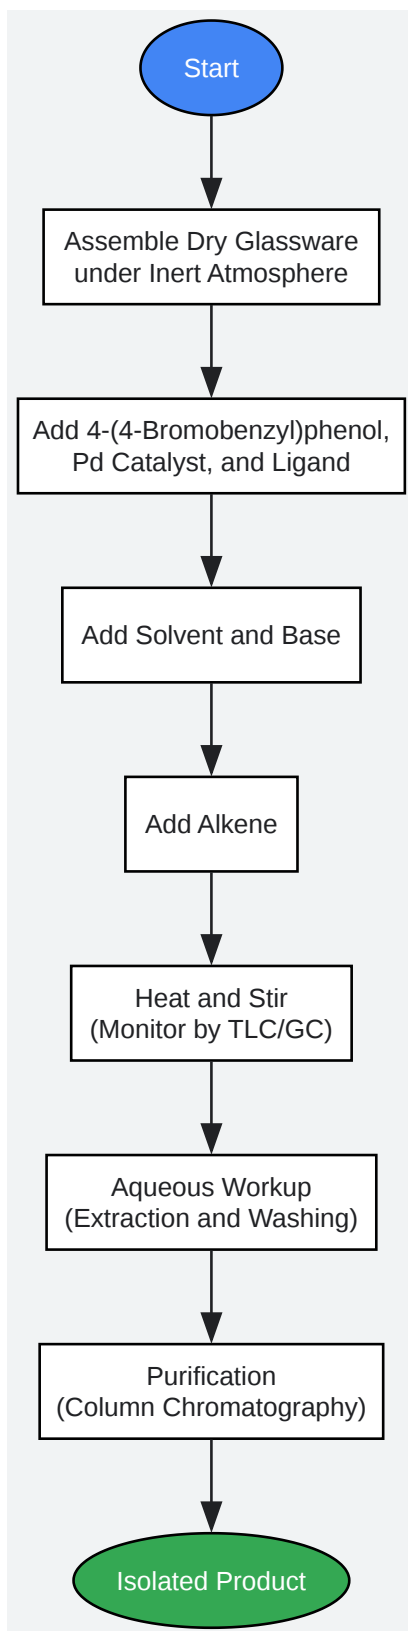 Start
Assemble Dry Glassware
under Inert Atmosphere
Add 4-(4-Bromobenzyl)phenol,
Pd Catalyst, and Ligand
Add Solvent and Base
Add Alkene
Heat and Stir
(Monitor by TLC/GC)
Aqueous Workup
(Extraction and Washing)
Purification
(Column Chromatography)
Isolated Product